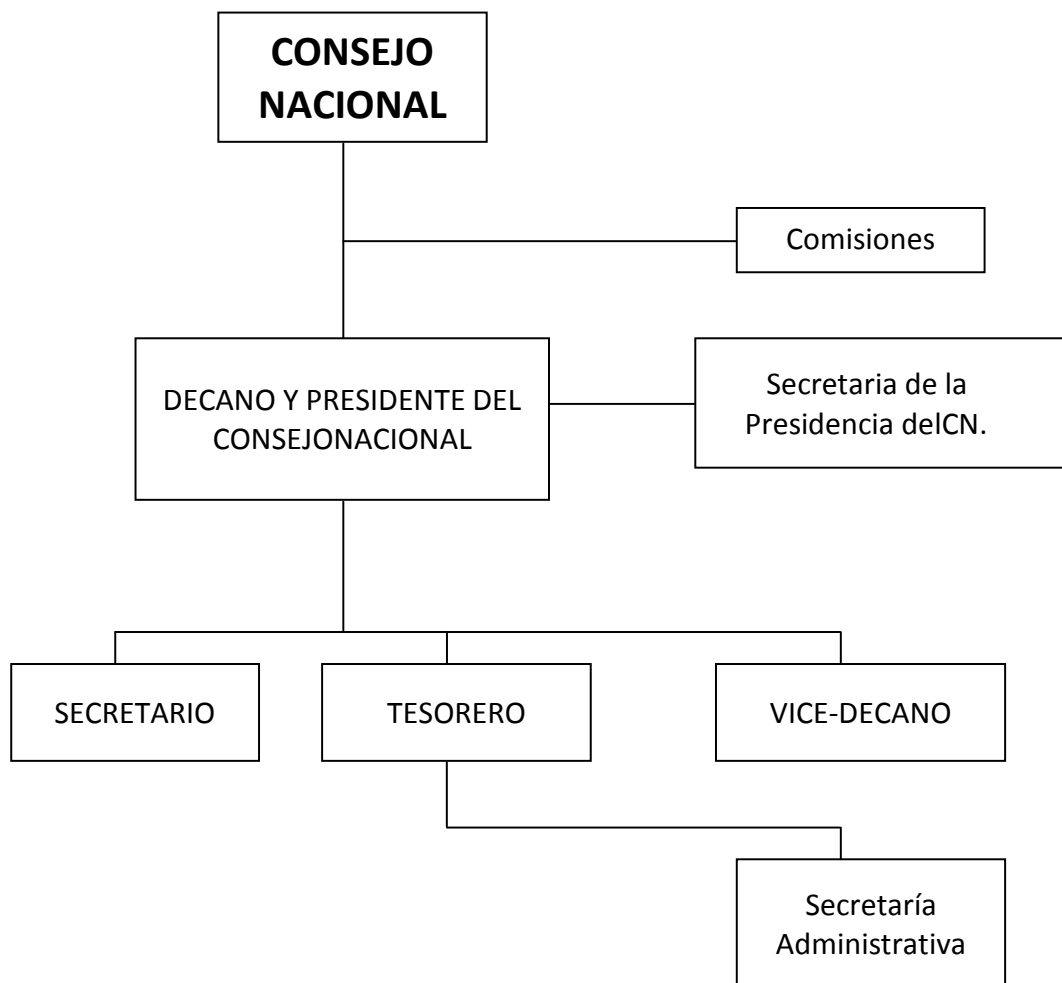 CONSEJO
NACIONAL
Comisiones
DECANO Y PRESIDENTE DEL
CONSEJONACIONAL
Secretaria de la
Presidencia delCN.
SECRETARIO
TESORERO
VICE-DECANO
Secretaría
Administrativa